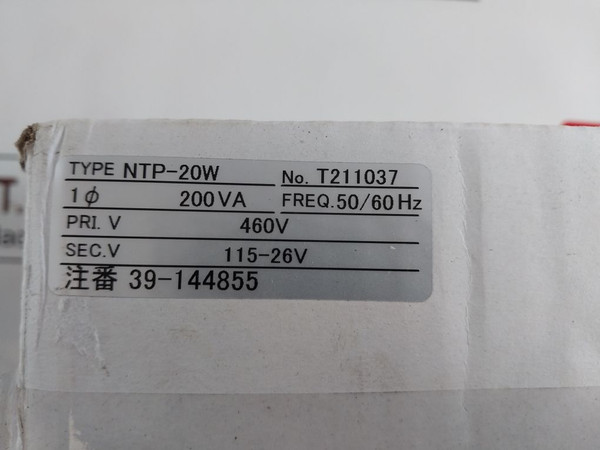 TYPE NTP-20W No. T211037
1ϕ 200VA FREQ.50/60Hz
PRI. V 460V
SEC.V 115-26V
注番 39-144855